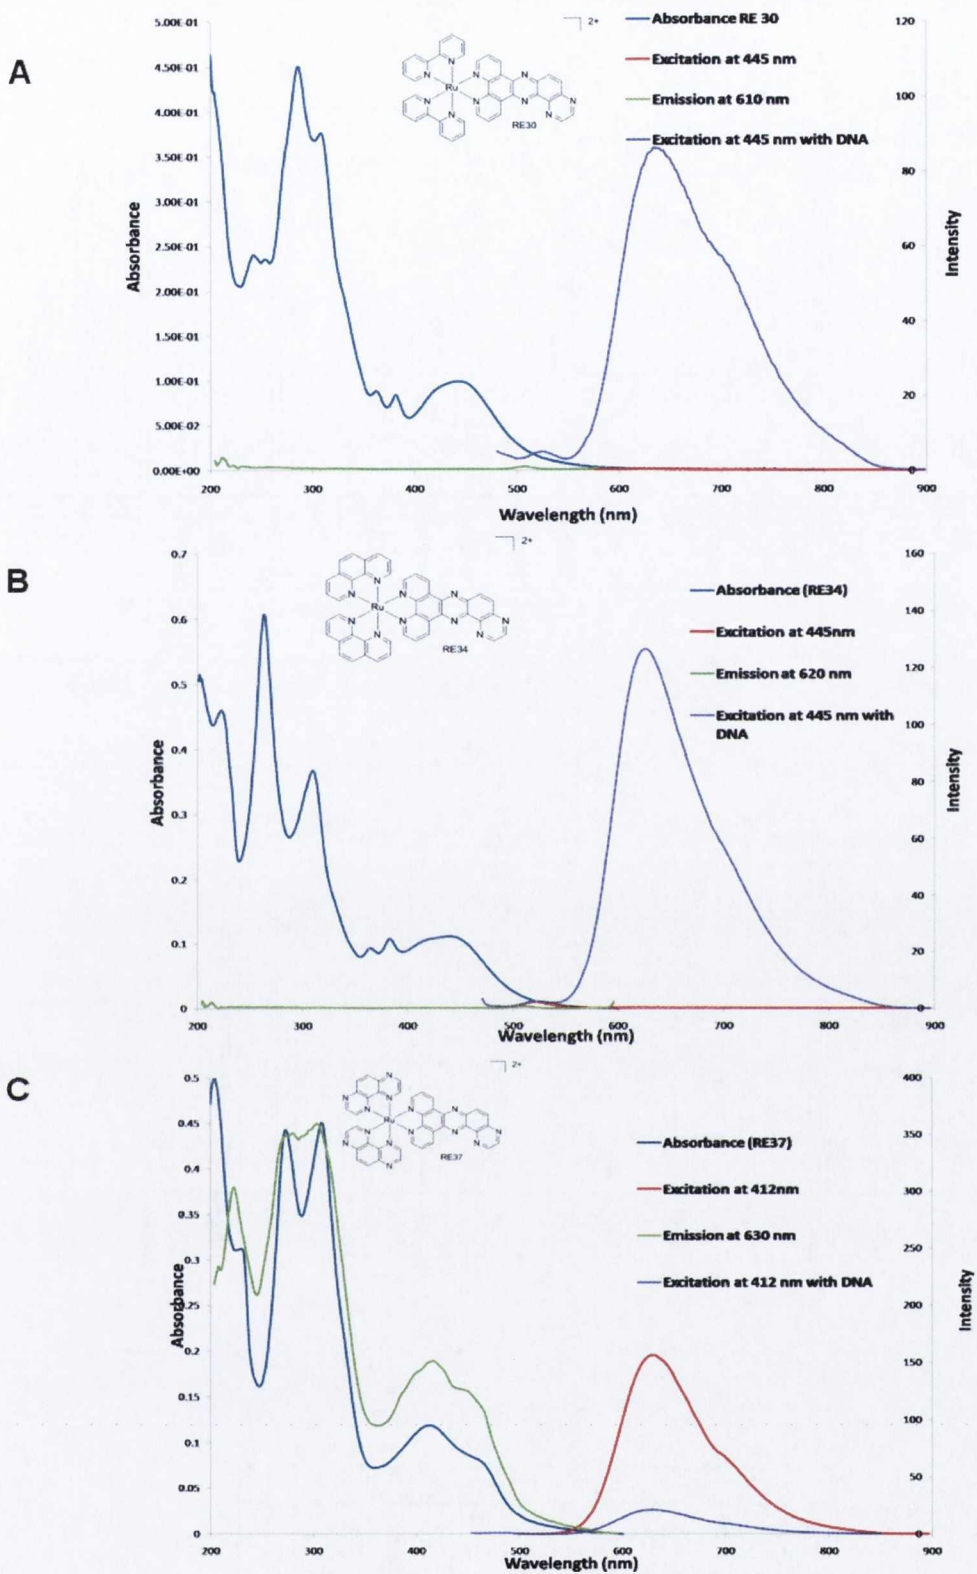 A
5.00E-01
4.50E-01
4.00E-01
3.50E-01
3.00E-01
2.50E-01
2.00E-01
1.50E-01
1.00E-01
5.00E-02
0.00E+00
Absorbance
2+
N N N N N N N N N N
Ru
RE30
Absorbance RE 30
Excitation at 445 nm
Emission at 610 nm
Excitation at 445 nm with DNA
120
100
80
60
40
20
0
Intensity
200 300 400 500 600 700 800 900
Wavelength (nm)
B
0.7
0.6
0.5
0.4
0.3
0.2
0.1
0
Absorbance
2+
N N N N N N N N N N
Ru
RE34
Absorbance (RE34)
Excitation at 445nm
Emission at 620 nm
Excitation at 445 nm with
DNA
160
140
120
100
80
60
40
20
0
Intensity
200 300 400 500 600 700 800 900
Wavelength (nm)
C
0.5
0.45
0.4
0.35
0.3
0.25
0.2
0.15
0.1
0.05
0
Absorbance
2+
N N N N N N N N N N N N N N
Ru
RE37
Absorbance (RE37)
Excitation at 412nm
Emission at 630 nm
Excitation at 412 nm with DNA
400
350
300
250
200
150
100
50
0
Intensity
200 300 400 500 600 700 800 900
Wavelength (nm)